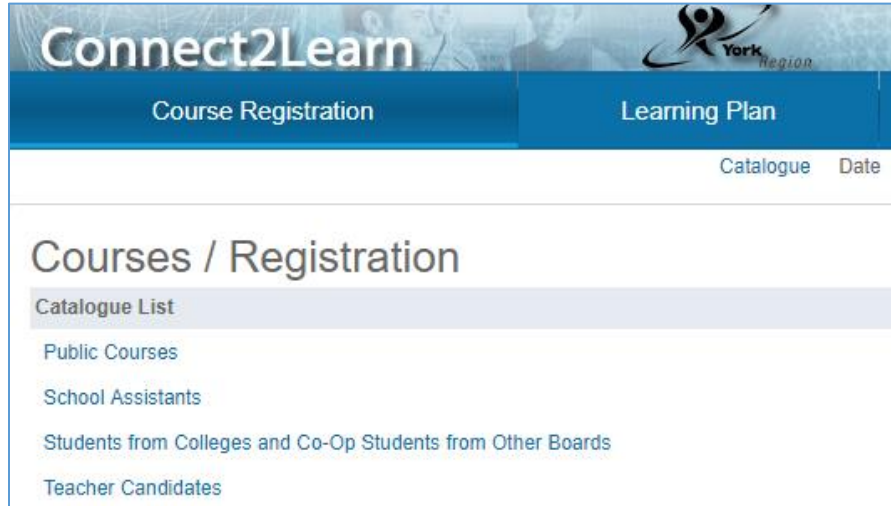 Connect2Learn
York Region
Course Registration Learning Plan
Catalogue Date
Courses / Registration
Catalogue List
Public Courses
School Assistants
Students from Colleges and Co-Op Students from Other Boards
Teacher Candidates